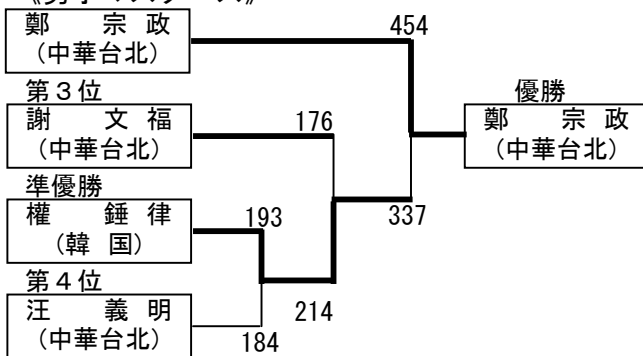 鄭　宗 政
(中華台北)
454
第３位
謝　文 福
(中華台北)
176
優勝
鄭　宗 政
(中華台北)
準優勝
權　錘 律
(韓 国)
193
337
第４位
汪　義 明
(中華台北)
214
184